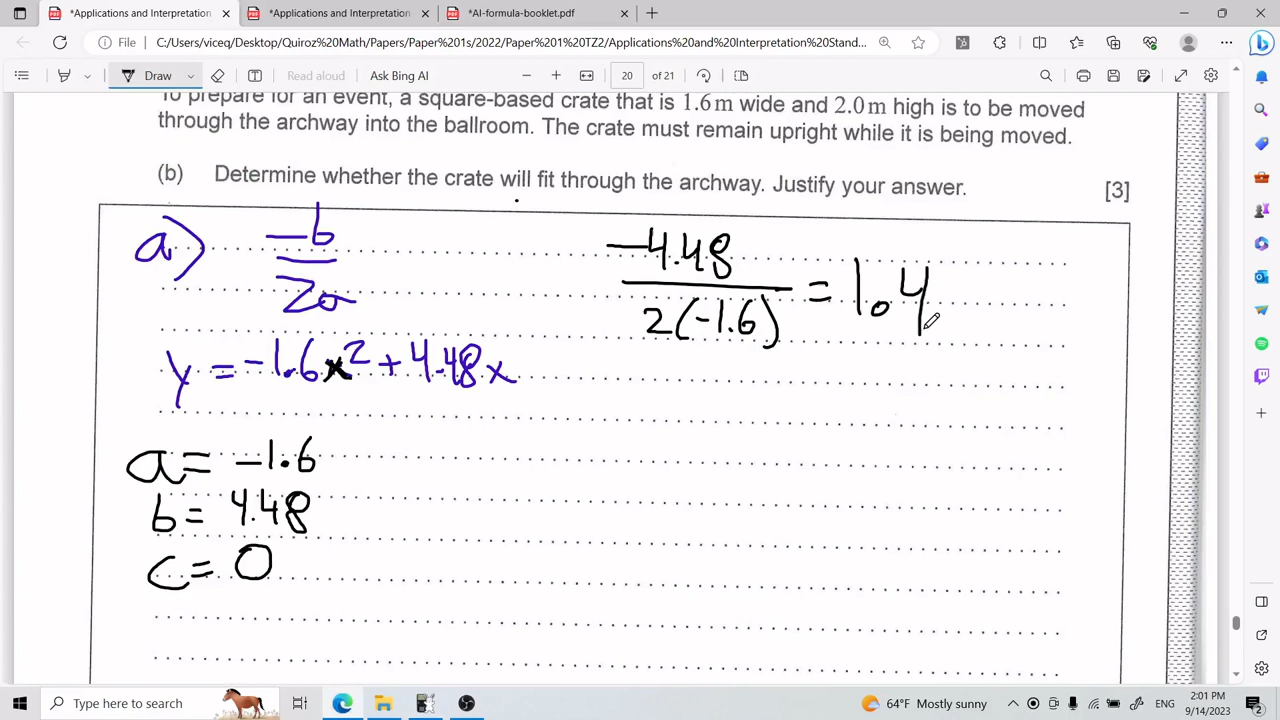 *Applications and Interpretation
*Applications and Interpretation
*AI-formula-booklet.pdf
File
C:/Users/viceq/Desktop/Quiroz%20Math/Papers/Paper%201s/2022/Paper%201%20TZ2/Applications%20and%20Interpretation%20Stand...
Draw
Read aloud
Ask Bing AI
20 of 21
To prepare for an event, a square-based crate that is 1.6 m wide and 2.0 m high is to be moved
through the archway into the ballroom. The crate must remain upright while it is being moved.
(b) Determine whether the crate will fit through the archway. Justify your answer. [3]
a) -b
2a
-4.48
2(-1.6) = 1.4
y = -1.6x2 + 4.48x
a= -1.6
b= 4.48
c= 0
Type here to search
64°F Mostly sunny
2:01 PM
9/14/2023
2